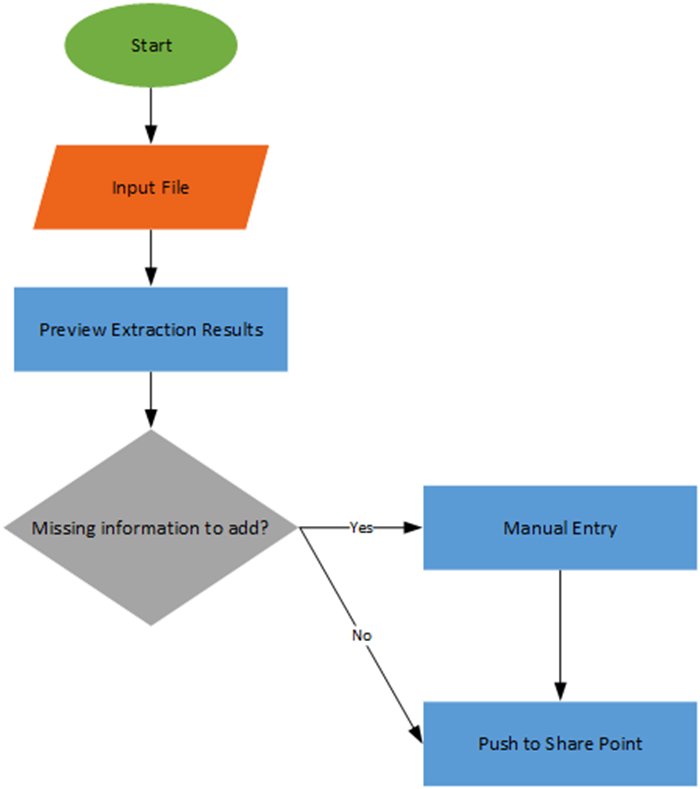 Start
Input File
Preview Extraction Results
Missing information to add?
Yes
Manual Entry
No
Push to Share Point